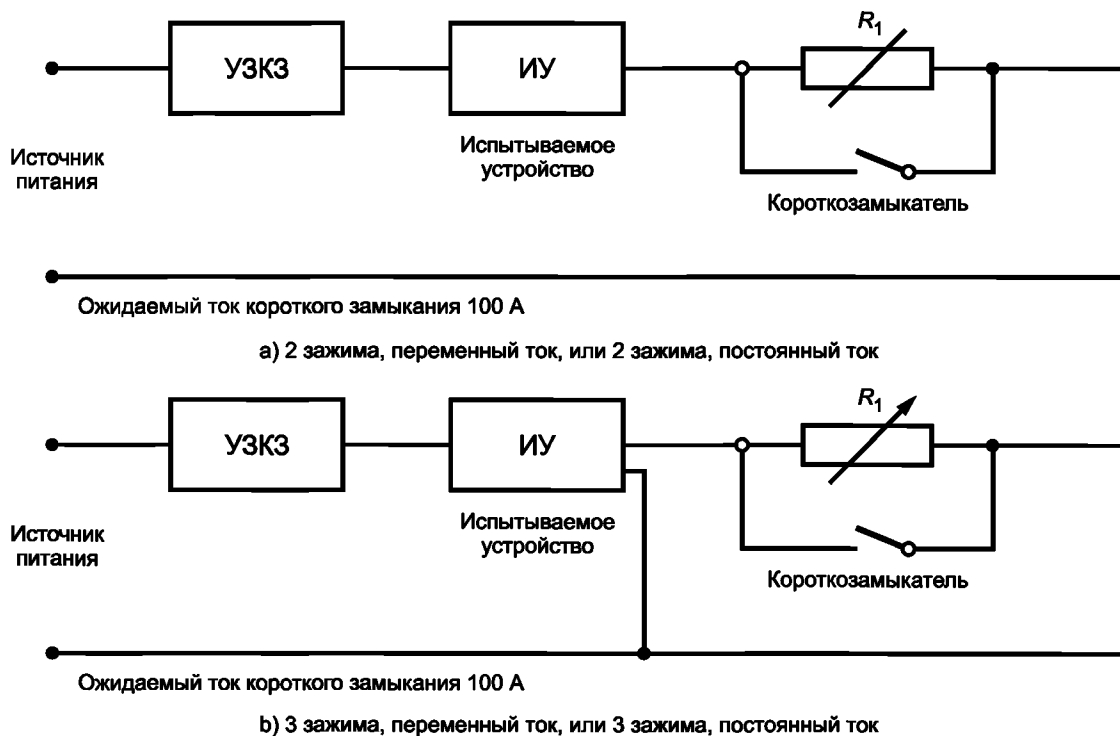 R1
УЗКЗ
ИУ
Источник
питания
Испытываемое
устройство
Короткозамыкатель
Ожидаемый ток короткого замыкания 100 А
a) 2 зажима, переменный ток, или 2 зажима, постоянный ток
R1
УЗКЗ
ИУ
Источник
питания
Испытываемое
устройство
Короткозамыкатель
Ожидаемый ток короткого замыкания 100 А
b) 3 зажима, переменный ток, или 3 зажима, постоянный ток